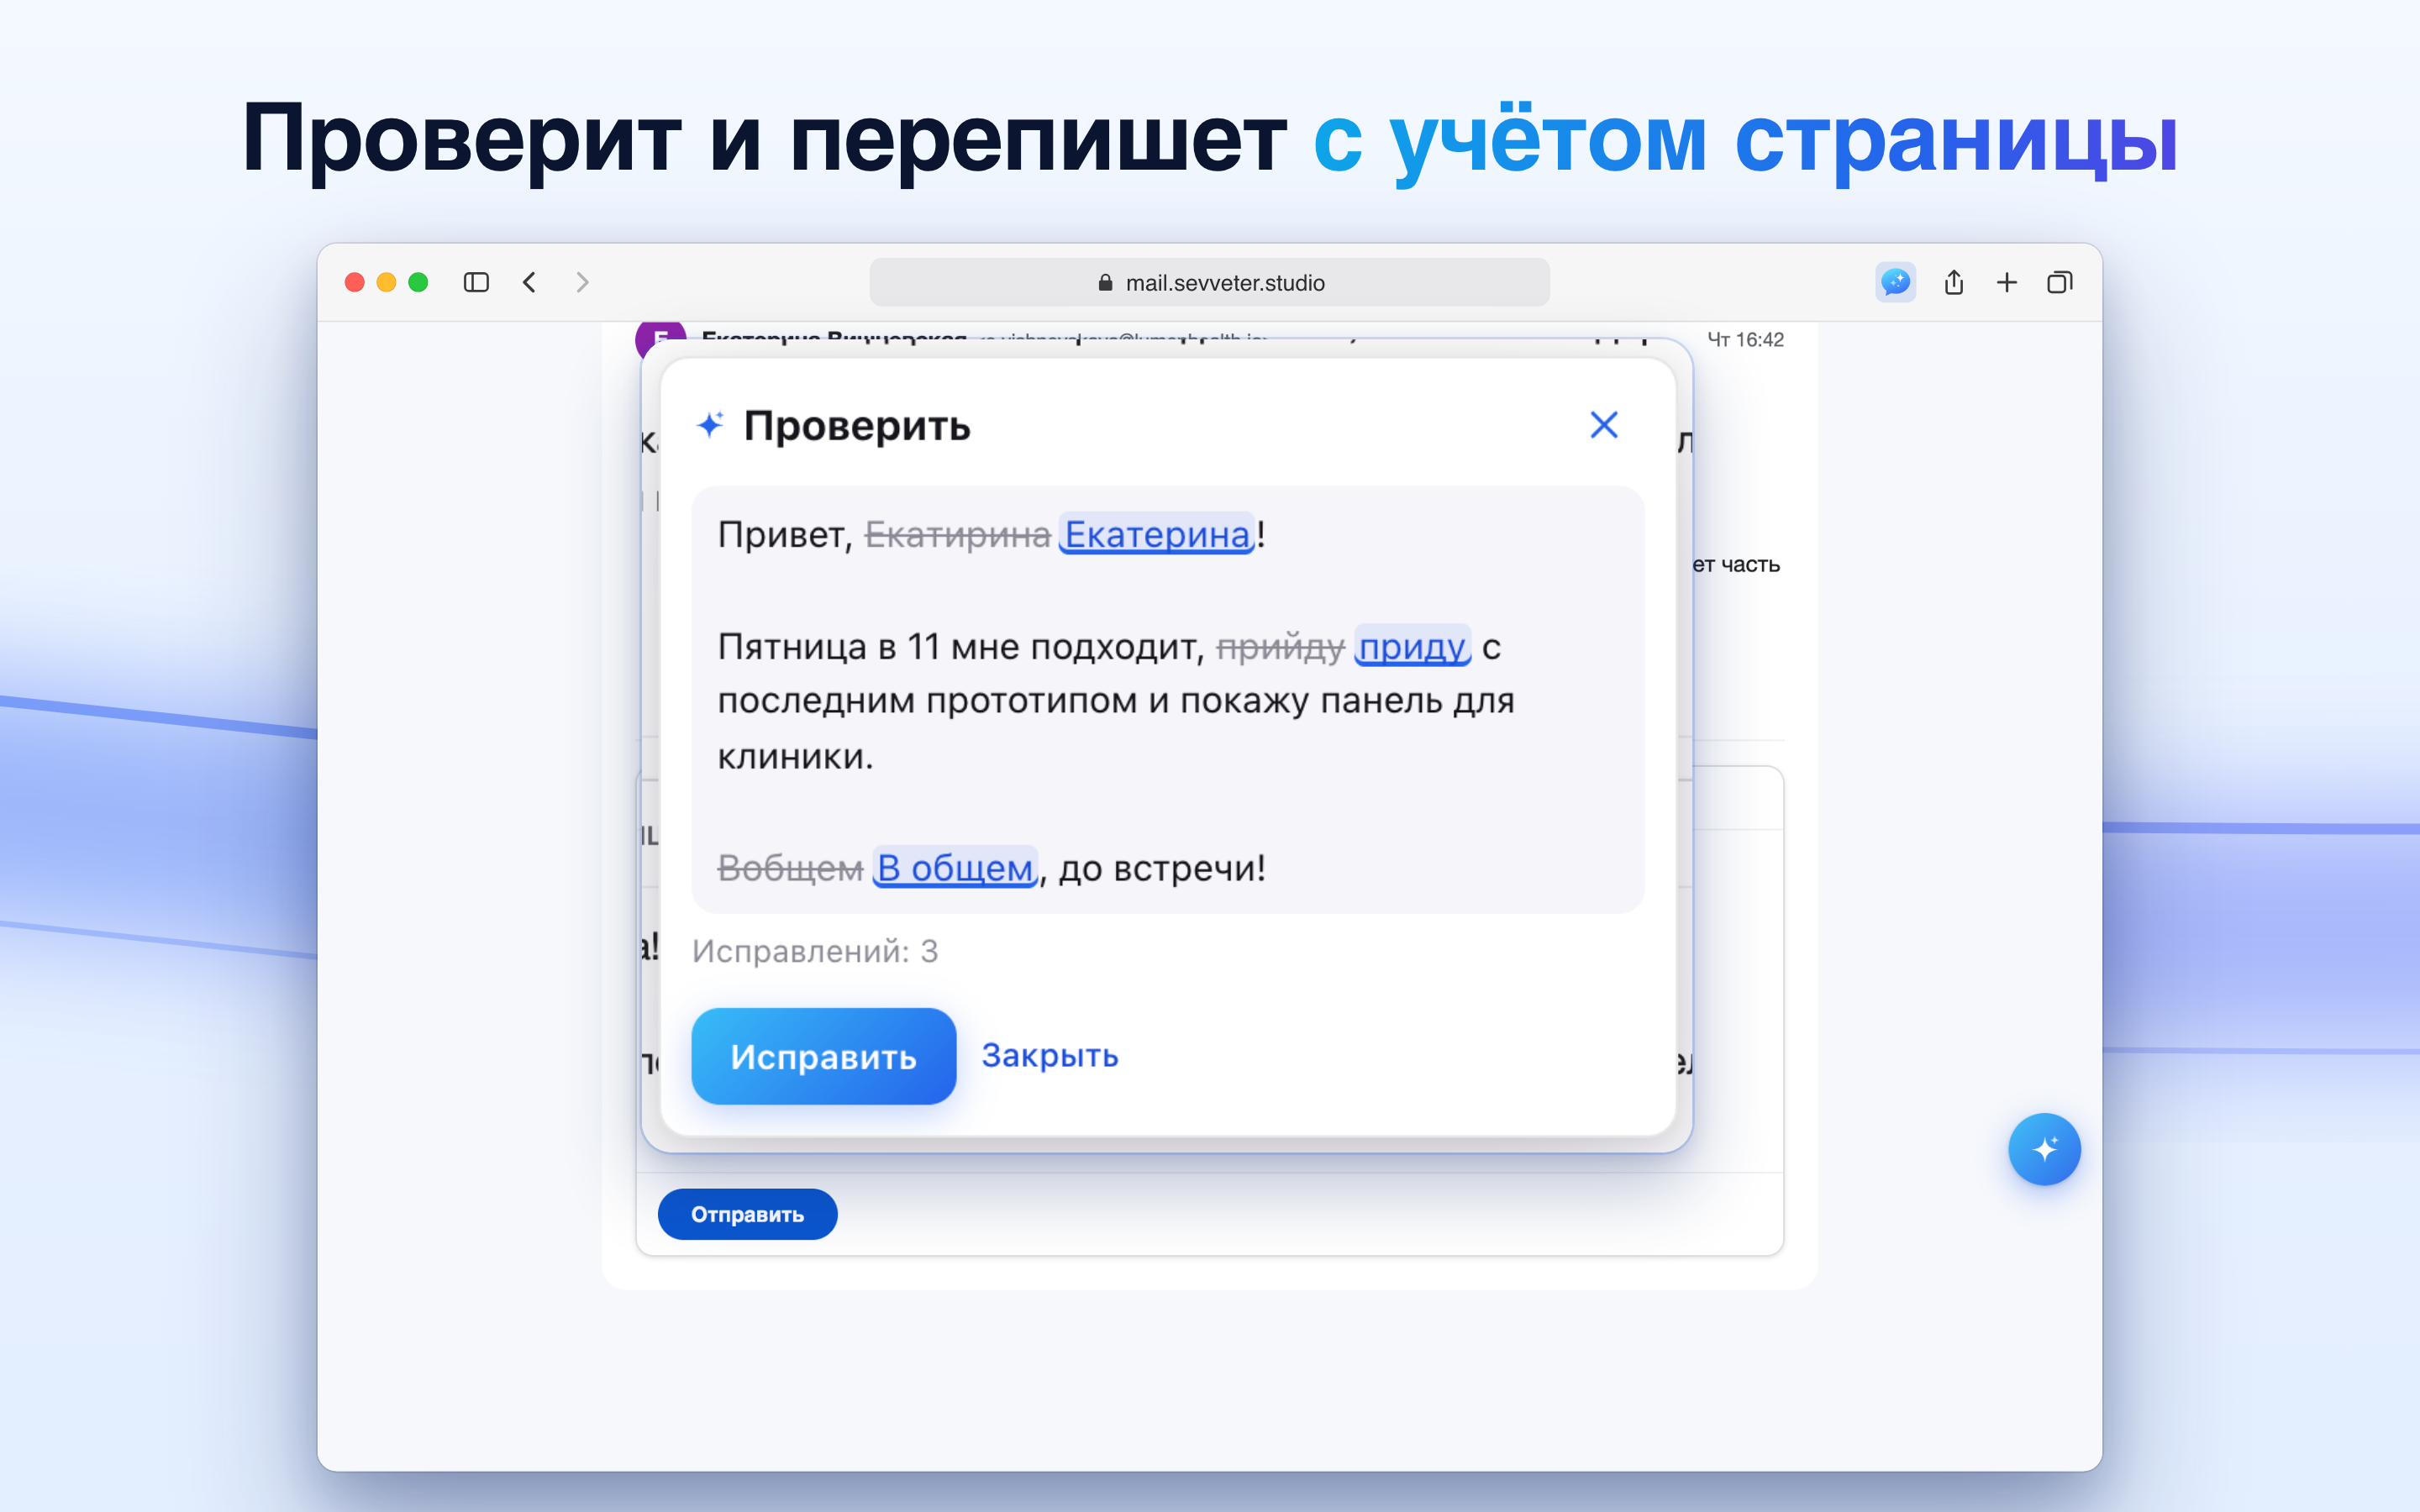 Проверит и перепишет с учётом страницы
mail.sevveter.studio
Чт 16:42
Проверить
Привет, Екатирина Екатерина!
ет часть
Пятница в 11 мне подходит, прийду приду с
последним прототипом и покажу панель для
клиники.
Вобщем В общем, до встречи!
Исправлений: 3
Исправить Закрыть
Отправить